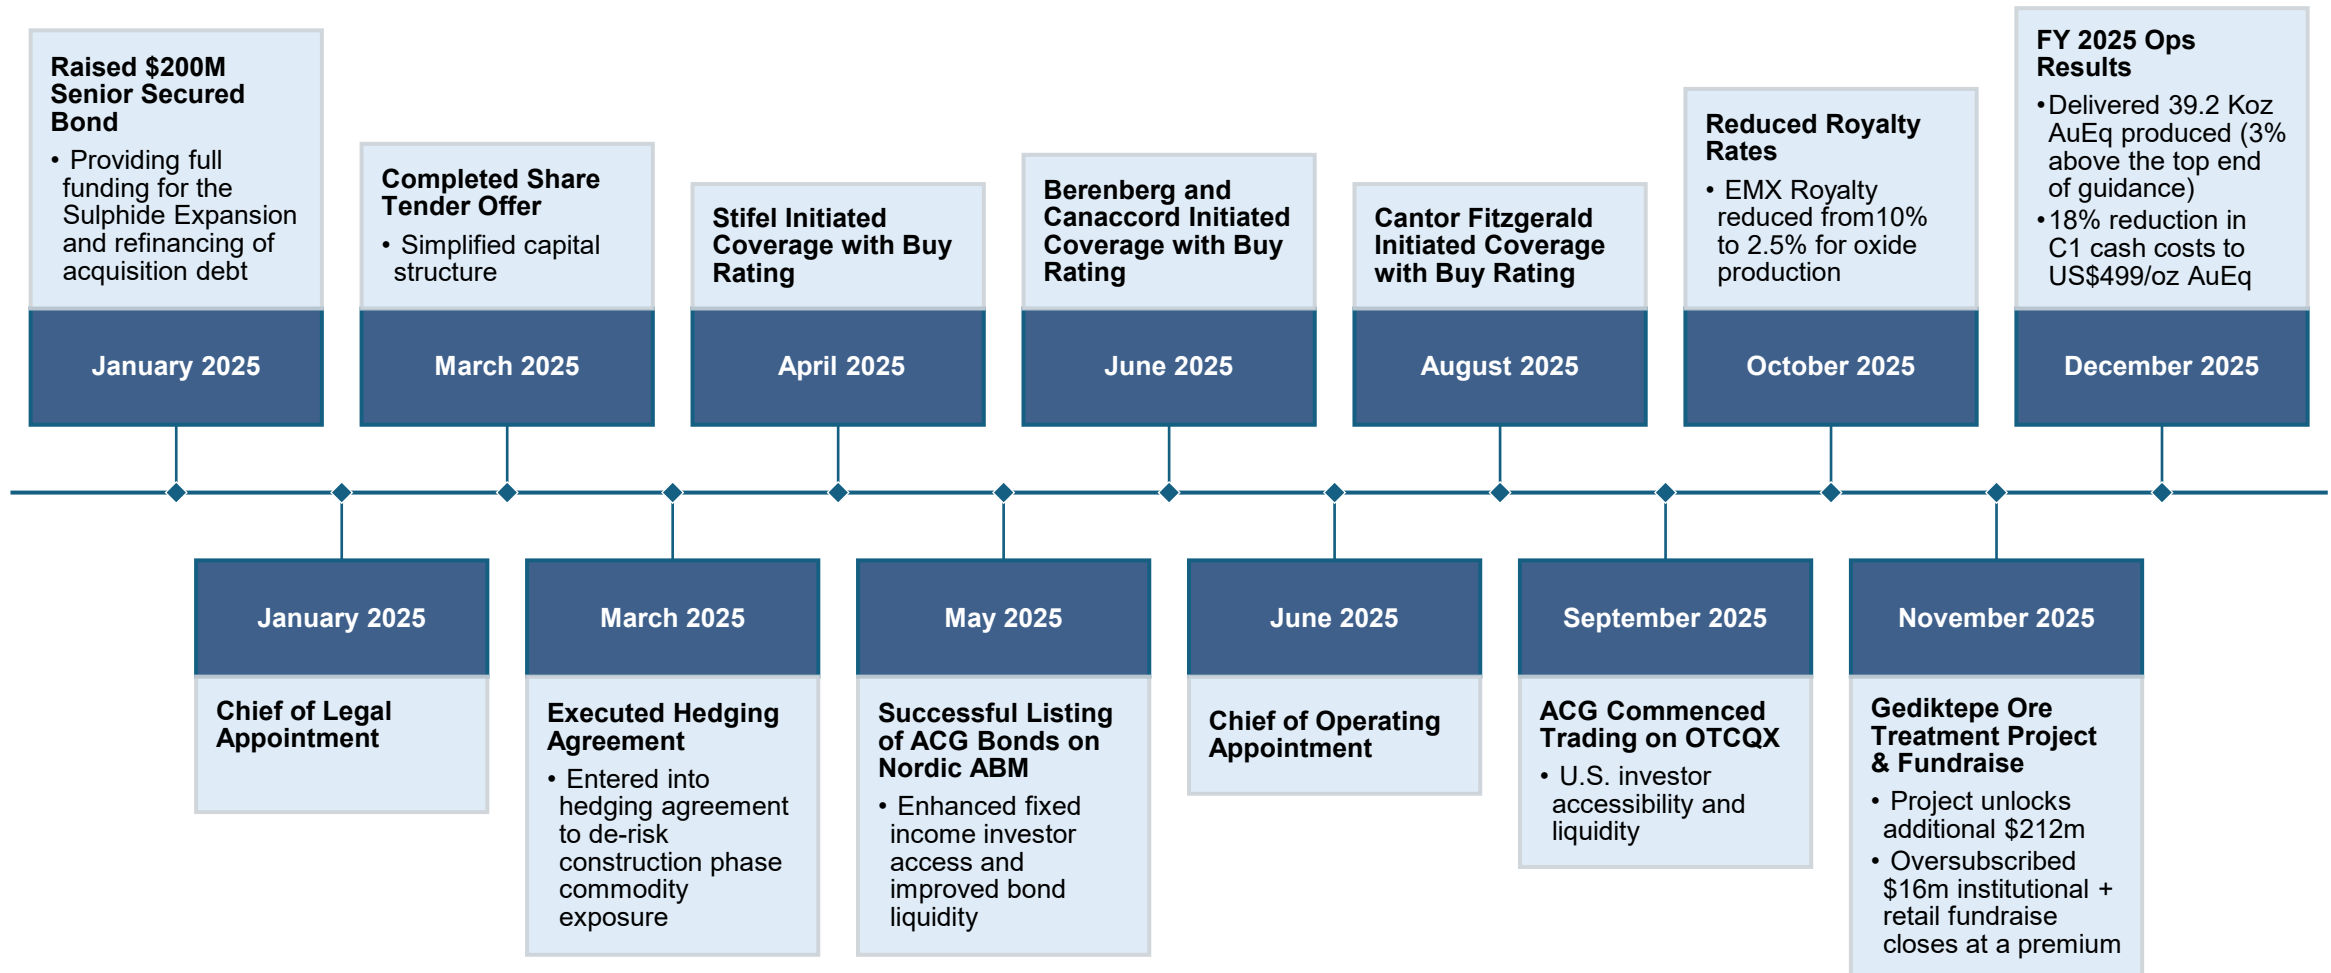 Raised $200M
Senior Secured
Bond
• Providing full
funding for the
Sulphide Expansion
and refinancing of
acquisition debt
January 2025
Completed Share
Tender Offer
• Simplified capital
structure
March 2025
Stifel Initiated
Coverage with Buy
Rating
April 2025
Berenberg and
Canaccord Initiated
Coverage with Buy
Rating
June 2025
Cantor Fitzgerald
Initiated Coverage
with Buy Rating
August 2025
Reduced Royalty
Rates
• EMX Royalty
reduced from10%
to 2.5% for oxide
production
October 2025
FY 2025 Ops
Results
•Delivered 39.2 Koz
AuEq produced (3%
above the top end
of guidance)
•18% reduction in
C1 cash costs to
US$499/oz AuEq
December 2025
January 2025
Chief of Legal
Appointment
March 2025
Executed Hedging
Agreement
• Entered into
hedging agreement
to de-risk
construction phase
commodity
exposure
May 2025
Successful Listing
of ACG Bonds on
Nordic ABM
• Enhanced fixed
income investor
access and
improved bond
liquidity
June 2025
Chief of Operating
Appointment
September 2025
ACG Commenced
Trading on OTCQX
• U.S. investor
accessibility and
liquidity
November 2025
Gediktepe Ore
Treatment Project
& Fundraise
• Project unlocks
additional $212m
• Oversubscribed
$16m institutional +
retail fundraise
closes at a premium